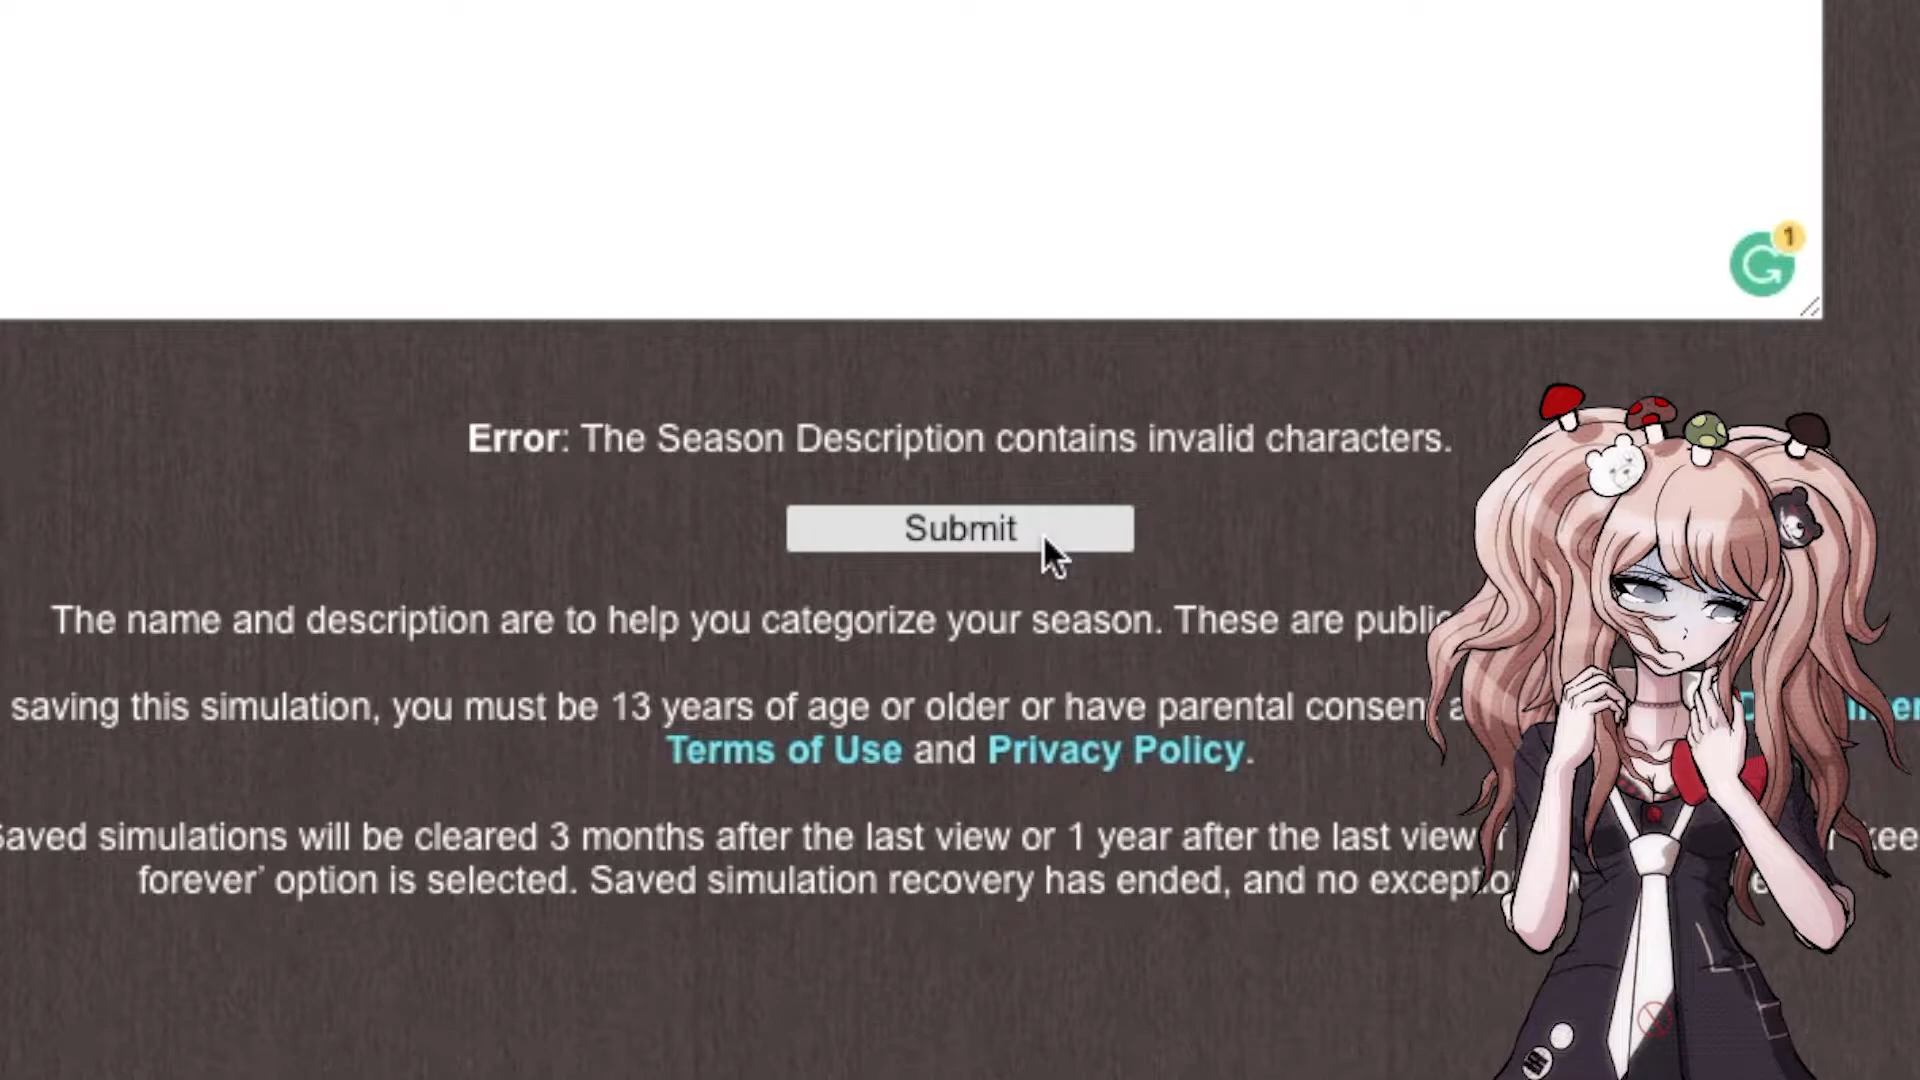 1
Error: The Season Description contains invalid characters.
Submit
The name and description are to help you categorize your season. These are public
saving this simulation, you must be 13 years of age or older or have parental consent
Terms of Use and Privacy Policy.
Saved simulations will be cleared 3 months after the last view or 1 year after the last view
forever' option is selected. Saved simulation recovery has ended, and no